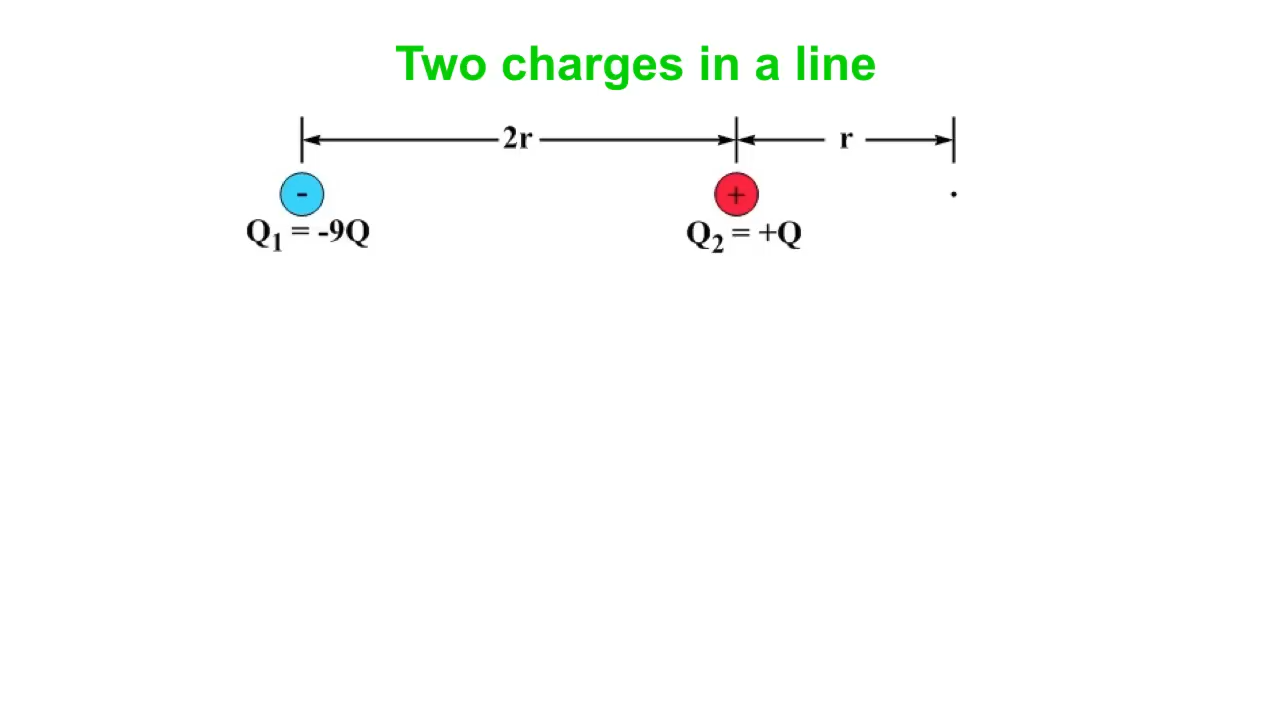 Two charges in a line
2r
r
- + .
Q₁ = -9Q
Q₂ = +Q